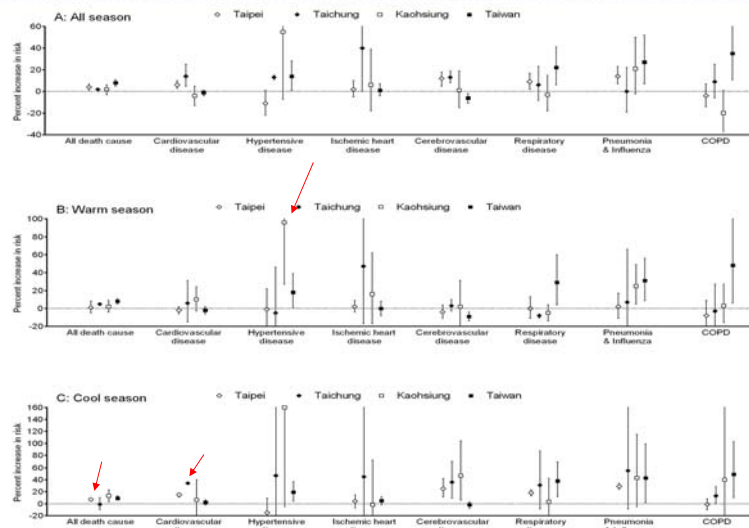 A: All season
Taipei Taichung Kaohsiung Taiwan
Percent increase in risk
60
40
20
0
-20
-40
All death cause Cardiovascular disease Hypertensive disease Ischemic heart disease Cerebrovascular disease Respiratory disease Pneumonia & Influenza COPD
B: Warm season
Taipei Taichung Kaohsiung Taiwan
Percent increase in risk
100
80
60
40
20
0
-20
All death cause Cardiovascular disease Hypertensive disease Ischemic heart disease Cerebrovascular disease Respiratory disease Pneumonia & Influenza COPD
C: Cool season
Taipei Taichung Kaohsiung Taiwan
Percent increase in risk
160
140
120
100
80
60
40
20
0
All death cause Cardiovascular Hypertensive Ischemic heart Cerebrovascular Respiratory Pneumonia COPD